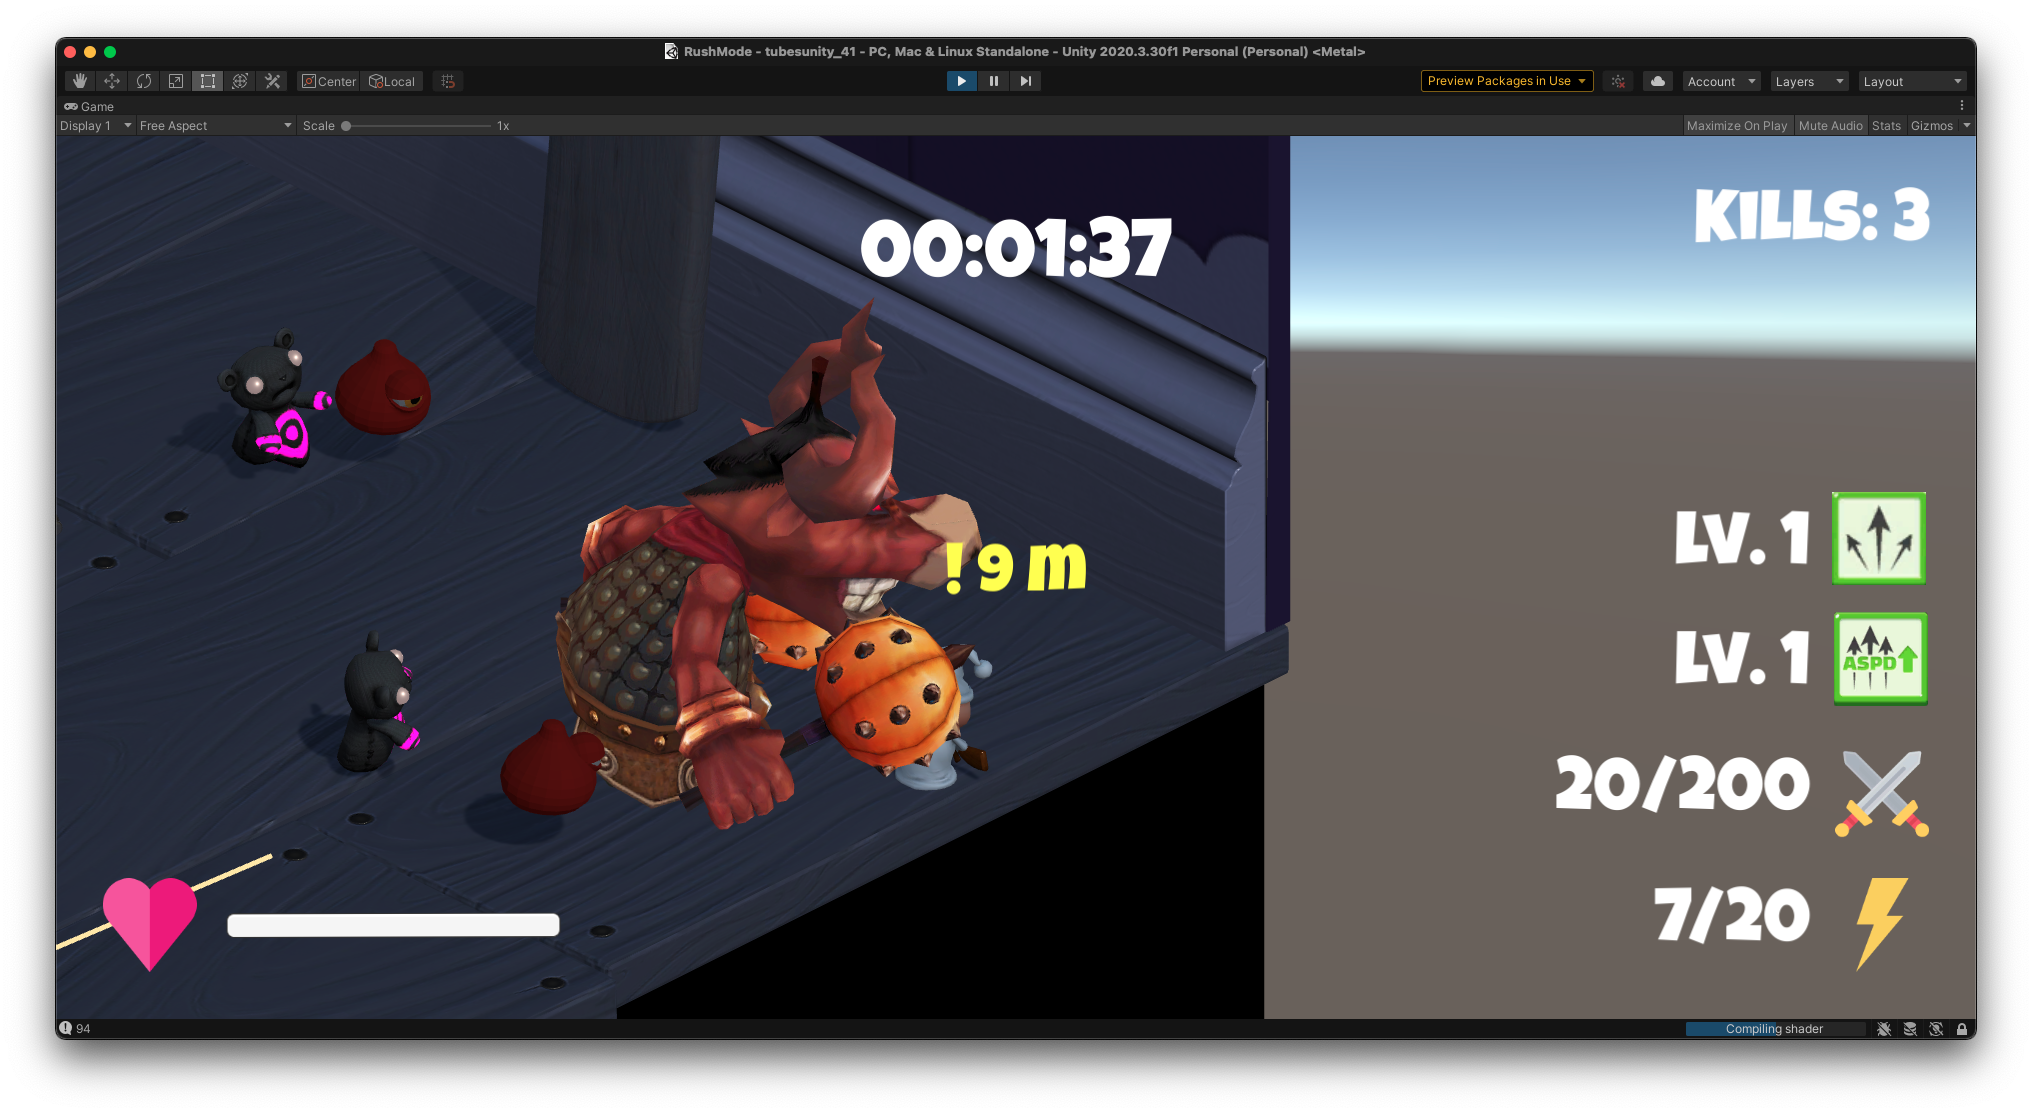 RushMode - tubesunity_41 - PC, Mac & Linux Standalone - Unity 2020.3.30f1 Personal (Personal) <Metal>
Center Local Preview Packages in Use Account Layers Layout
Game
Display 1 Free Aspect Scale 1x Maximize On Play Mute Audio Stats Gizmos
KILLS: 3
00:01:37
LV. 1
! 9 m
LV. 1
ASPD
20/200
7/20
94 Compiling shader